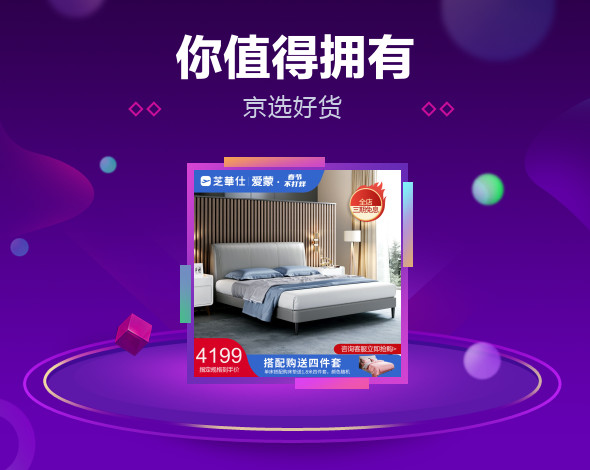 你值得拥有
京选好货
芝華仕 爱蒙·春节不打烊
全店
三期免息
咨询客服立即抢购>
4199
搭配购送四件套